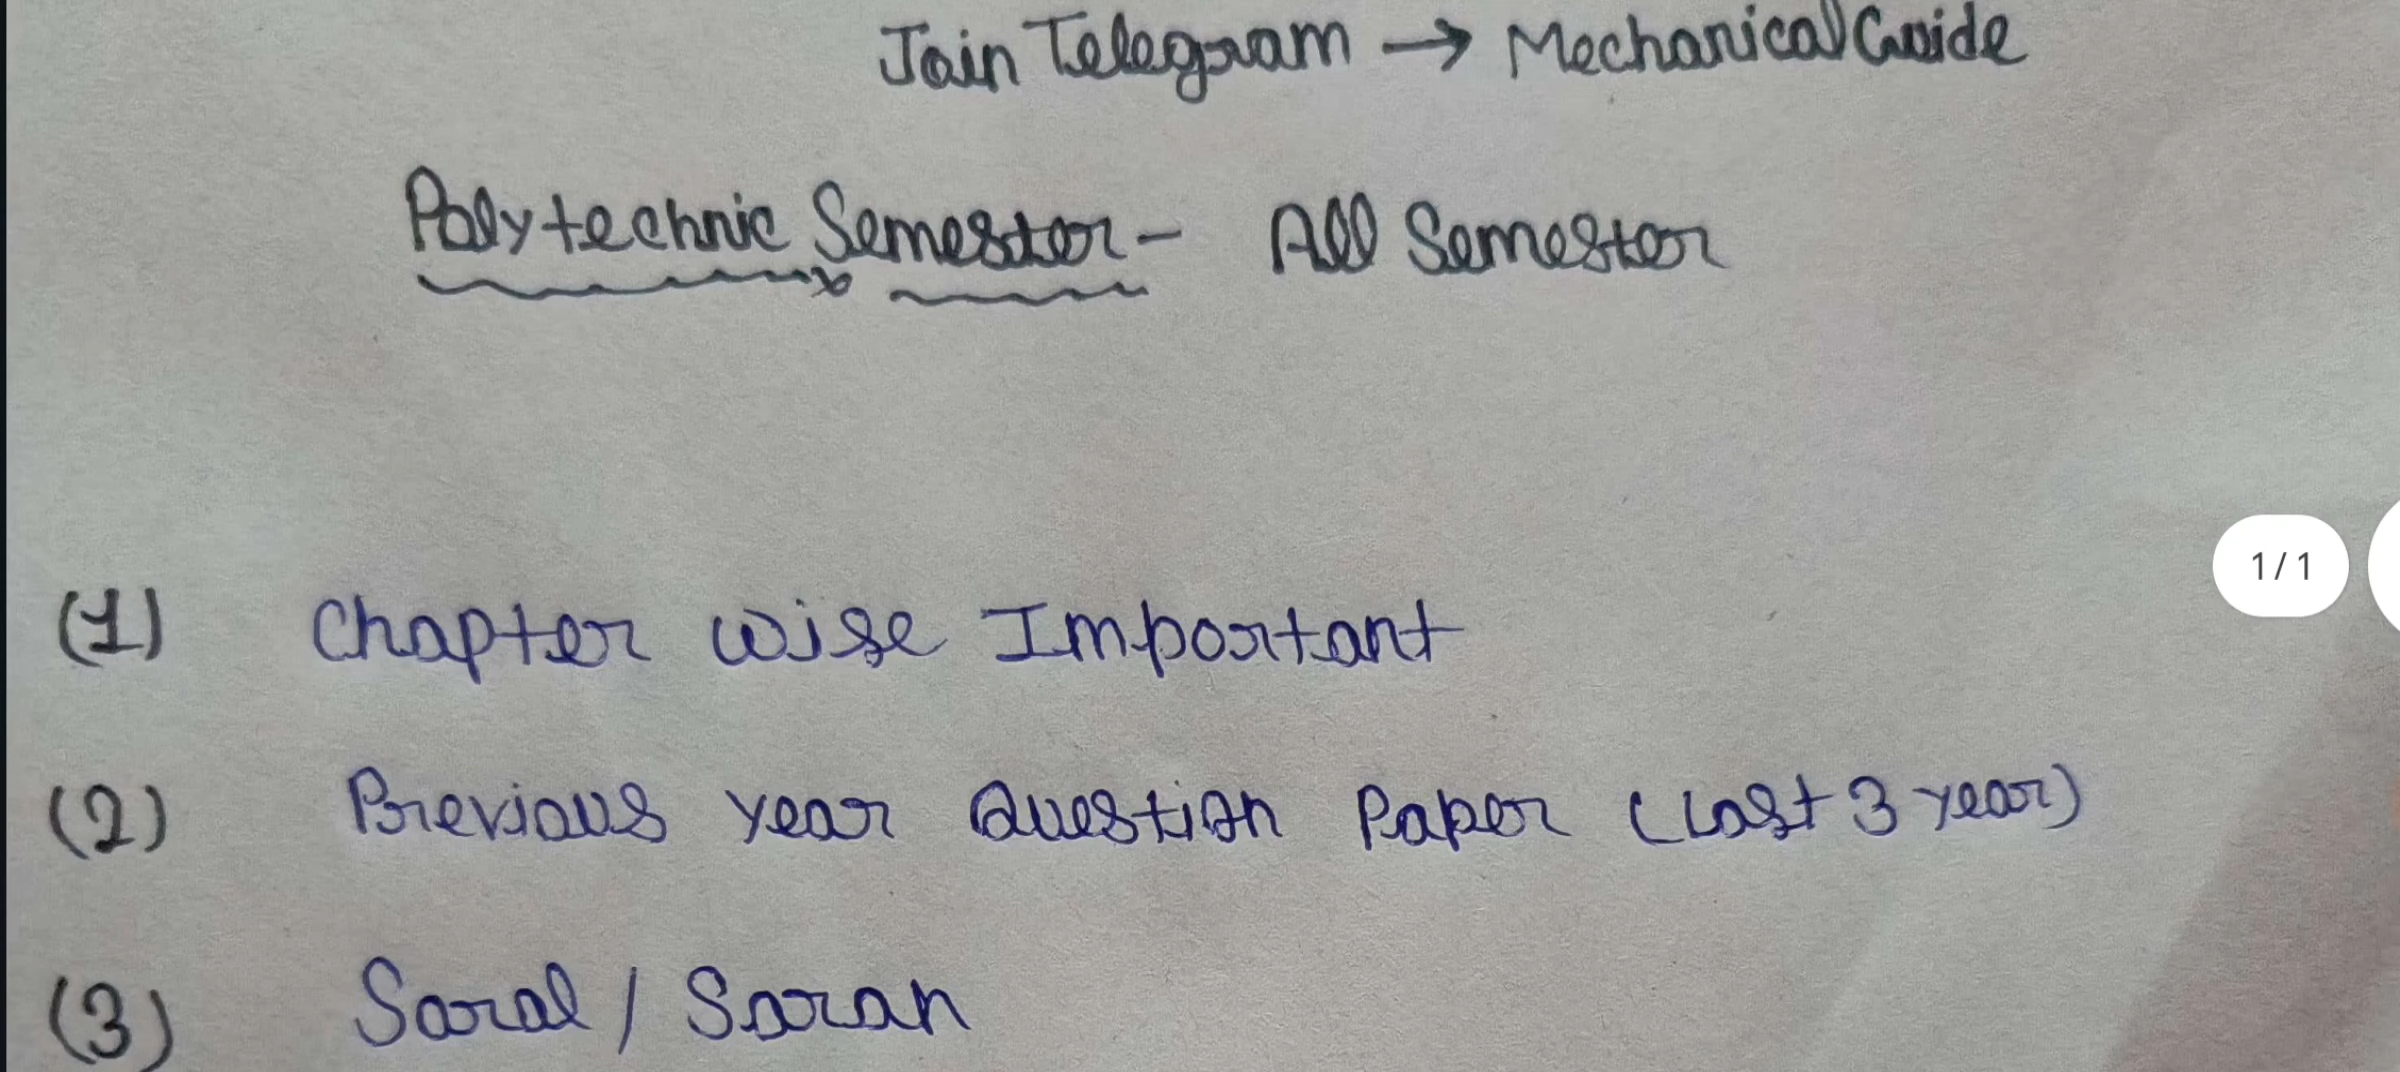 Join Telegram → Mechanical Guide
Polytechnic Semester - All Semester
(1) Chapter wise Important
(2) Previous year Question Paper (Last 3 year)
(3) Saral / Saran
1/1